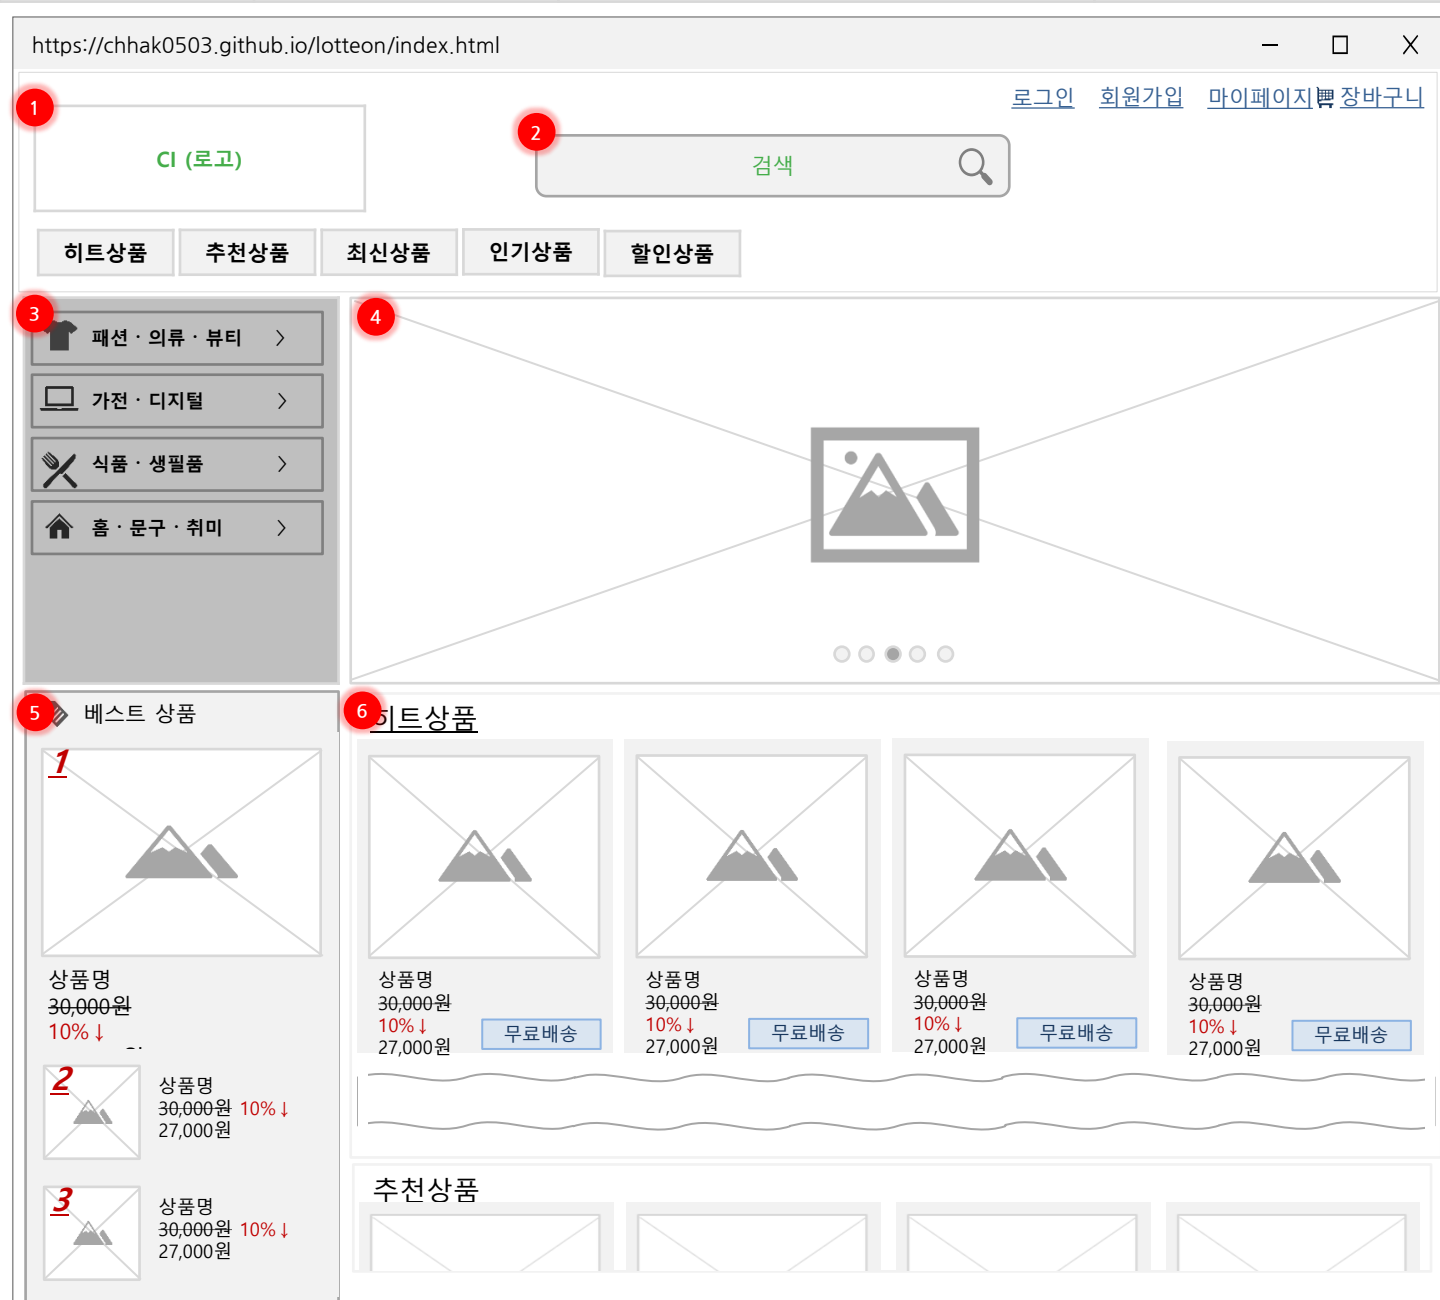 https://chhak0503.github.io/lotteon/index.html
로그인 회원가입 마이페이지 장바구니
1
CI (로고)
2
검색
히트상품 추천상품 최신상품 인기상품 할인상품
3
패션 · 의류 · 뷰티 >
가전 · 디지털 >
식품 · 생필품 >
홈 · 문구 · 취미 >
4
5
베스트 상품
1
상품명
30,000원
10%↓
2
상품명
30,000원 10%↓
27,000원
3
상품명
30,000원 10%↓
27,000원
6
히트상품
상품명
30,000원
10%↓
27,000원
무료배송
상품명
30,000원
10%↓
27,000원
무료배송
상품명
30,000원
10%↓
27,000원
무료배송
상품명
30,000원
10%↓
27,000원
무료배송
추천상품